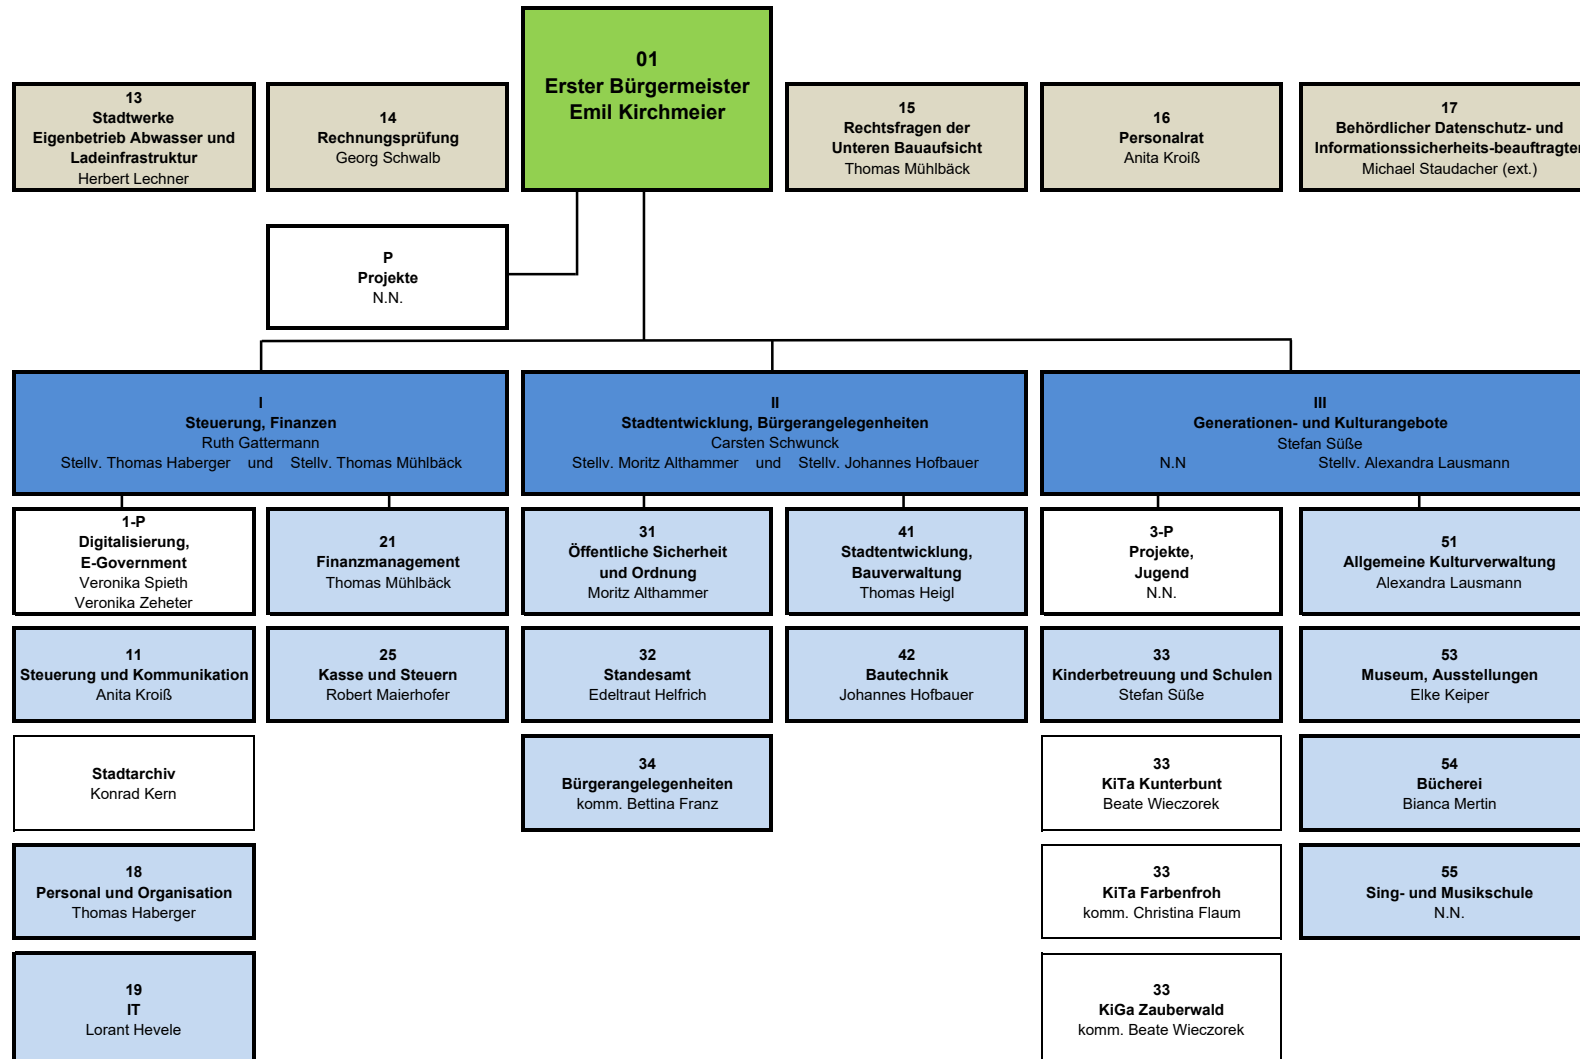 01
Erster Bürgermeister
Emil Kirchmeier
13
Stadtwerke
Eigenbetrieb Abwasser und
Ladeinfrastruktur
Herbert Lechner
14
Rechnungsprüfung
Georg Schwalb
15
Rechtsfragen der
Unteren Bauaufsicht
Thomas Mühlbäck
16
Personalrat
Anita Kroiß
17
Behördlicher Datenschutz- und
Informationssicherheits-beauftragter
Michael Staudacher (ext.)
P
Projekte
N.N.
I
Steuerung, Finanzen
Ruth Gattermann
Stellv. Thomas Haberger und Stellv. Thomas Mühlbäck
II
Stadtentwicklung, Bürgerangelegenheiten
Carsten Schwunck
Stellv. Moritz Althammer und Stellv. Johannes Hofbauer
III
Generationen- und Kulturangebote
Stefan Süße
N.N Stellv. Alexandra Lausmann
1-P
Digitalisierung,
E-Government
Veronika Spieth
Veronika Zeheter
21
Finanzmanagement
Thomas Mühlbäck
31
Öffentliche Sicherheit
und Ordnung
Moritz Althammer
41
Stadtentwicklung,
Bauverwaltung
Thomas Heigl
3-P
Projekte,
Jugend
N.N.
51
Allgemeine Kulturverwaltung
Alexandra Lausmann
11
Steuerung und Kommunikation
Anita Kroiß
25
Kasse und Steuern
Robert Maierhofer
32
Standesamt
Edeltraut Helfrich
42
Bautechnik
Johannes Hofbauer
33
Kinderbetreuung und Schulen
Stefan Süße
53
Museum, Ausstellungen
Elke Keiper
Stadtarchiv
Konrad Kern
34
Bürgerangelegenheiten
komm. Bettina Franz
33
KiTa Kunterbunt
Beate Wieczorek
54
Bücherei
Bianca Mertin
18
Personal und Organisation
Thomas Haberger
33
KiTa Farbenfroh
komm. Christina Flaum
55
Sing- und Musikschule
N.N.
19
IT
Lorant Hevele
33
KiGa Zauberwald
komm. Beate Wieczorek